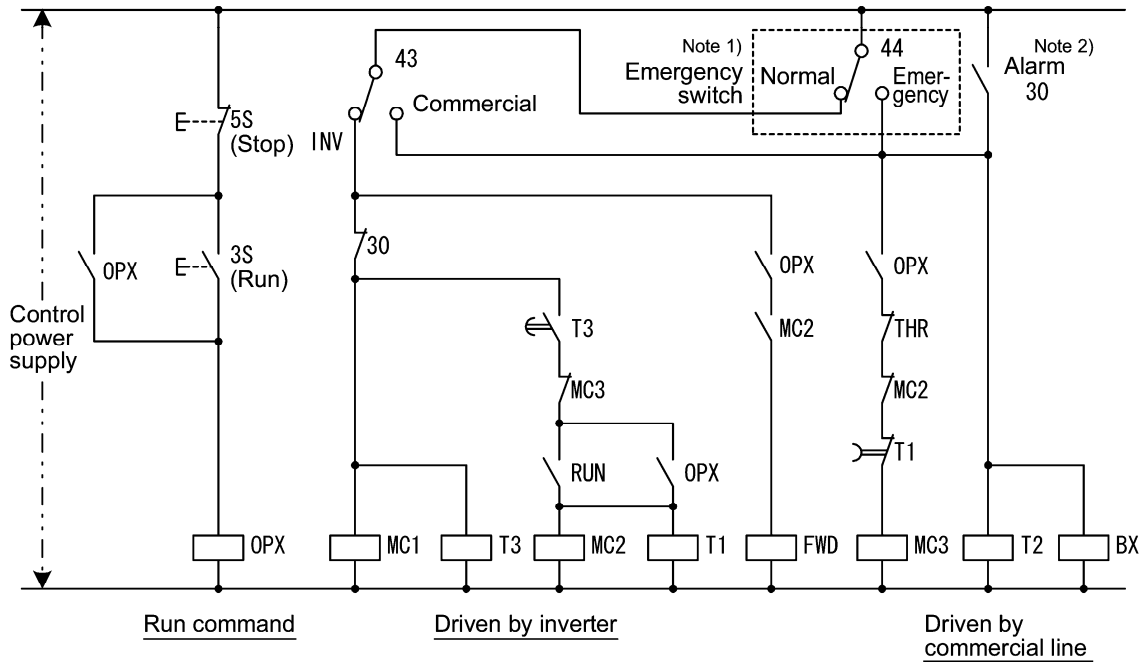 Note 1)
Emergency
switch
43
44
Normal
Emer-
gency
Note 2)
Alarm
30
Commercial
INV
E
5S
(Stop)
OPX
E
3S
(Run)
30
T3
MC3
RUN
OPX
OPX
MC2
OPX
THR
MC2
T1
Control
power
supply
OPX
MC1
T3
MC2
T1
FWD
MC3
T2
BX
Run command
Driven by inverter
Driven by
commercial line